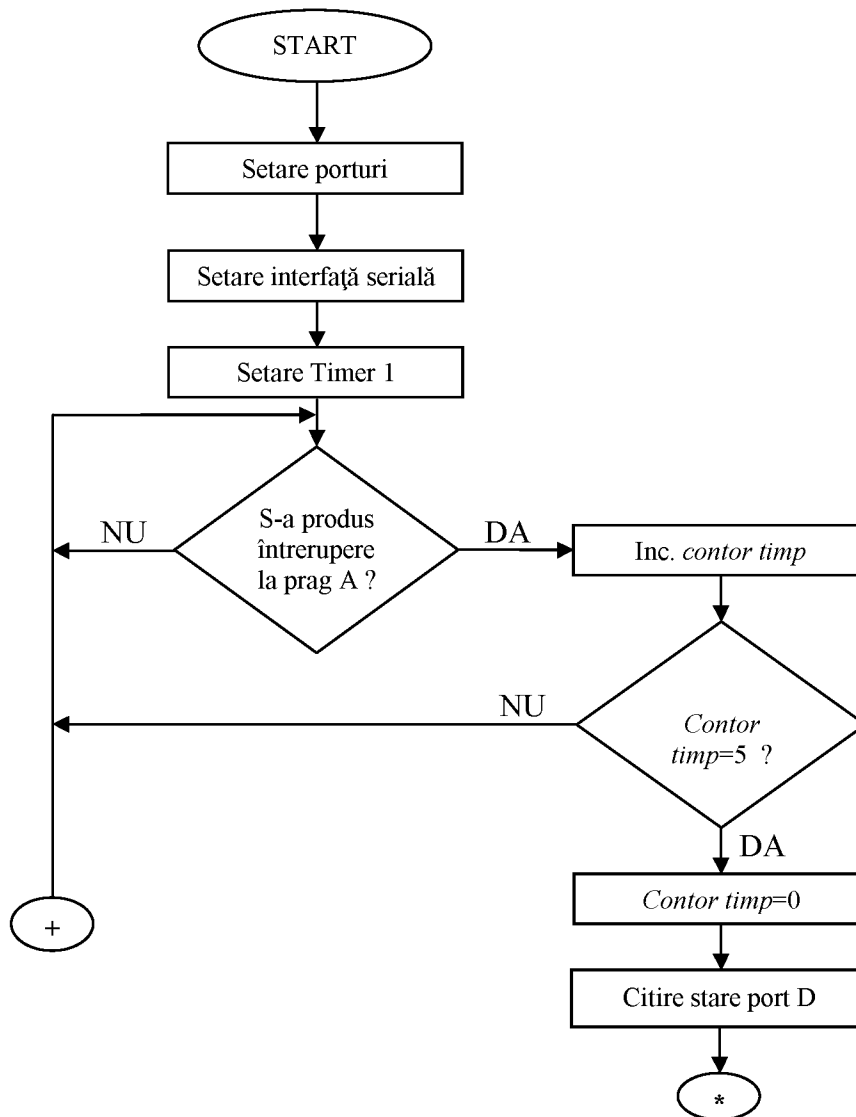 START
Setare porturi
Setare interfaţă serială
Setare Timer 1
NU
S-a produs
întrerupere
la prag A ?
DA
Inc. contor timp
NU
Contor
timp=5 ?
DA
Contor timp=0
+
Citire stare port D
*